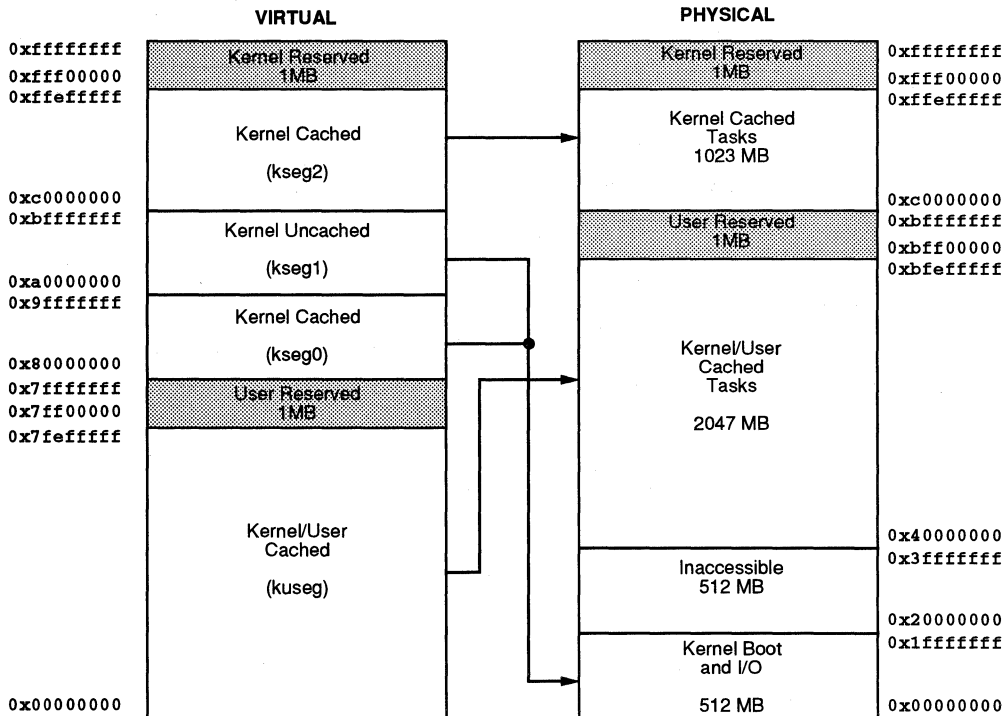 VIRTUAL
0xffffffff
0xfff00000
0xffefffff
0xc0000000
0xbfffffff
0xa0000000
0x9fffffff
0x80000000
0x7fffffff
0x7ff00000
0x7fefffff
0x00000000
Kernel Reserved
1MB
Kernel Cached
(kseg2)
Kernel Uncached
(kseg1)
Kernel Cached
(kseg0)
User Reserved
1MB
Kernel/User
Cached
(kuseg)
PHYSICAL
Kernel Reserved
1MB
Kernel Cached
Tasks
1023 MB
User Reserved
1MB
Kernel/User
Cached
Tasks
2047 MB
Inaccessible
512 MB
Kernel Boot
and I/O
512 MB
0xffffffff
0xfff00000
0xffefffff
0xc0000000
0xbfffffff
0xbff00000
0xbfefffff
0x40000000
0x3fffffff
0x20000000
0x1fffffff
0x00000000